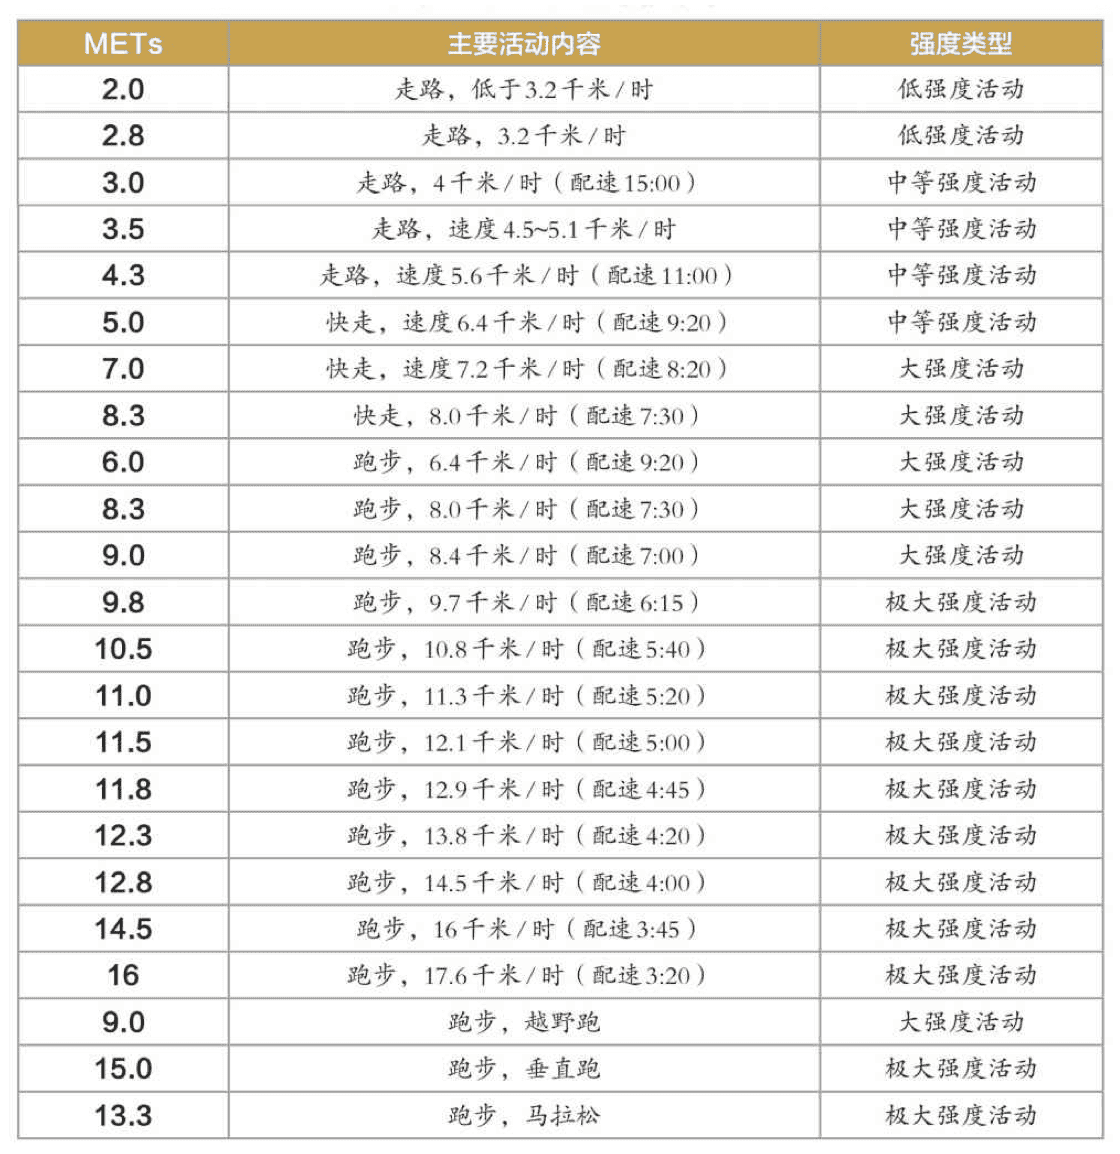 METs 主要活动内容 强度类型
2.0 走路，低于3.2千米/时 低强度活动
2.8 走路，3.2千米/时 低强度活动
3.0 走路，4千米/时（配速15:00） 中等强度活动
3.5 走路，速度4.5~5.1千米/时 中等强度活动
4.3 走路，速度5.6千米/时（配速11:00） 中等强度活动
5.0 快走，速度6.4千米/时（配速9:20） 中等强度活动
7.0 快走，速度7.2千米/时（配速8:20） 大强度活动
8.3 快走，8.0千米/时（配速7:30） 大强度活动
6.0 跑步，6.4千米/时（配速9:20） 大强度活动
8.3 跑步，8.0千米/时（配速7:30） 大强度活动
9.0 跑步，8.4千米/时（配速7:00） 大强度活动
9.8 跑步，9.7千米/时（配速6:15） 极大强度活动
10.5 跑步，10.8千米/时（配速5:40） 极大强度活动
11.0 跑步，11.3千米/时（配速5:20） 极大强度活动
11.5 跑步，12.1千米/时（配速5:00） 极大强度活动
11.8 跑步，12.9千米/时（配速4:45） 极大强度活动
12.3 跑步，13.8千米/时（配速4:20） 极大强度活动
12.8 跑步，14.5千米/时（配速4:00） 极大强度活动
14.5 跑步，16千米/时（配速3:45） 极大强度活动
16 跑步，17.6千米/时（配速3:20） 极大强度活动
9.0 跑步，越野跑 大强度活动
15.0 跑步，垂直跑 极大强度活动
13.3 跑步，马拉松 极大强度活动